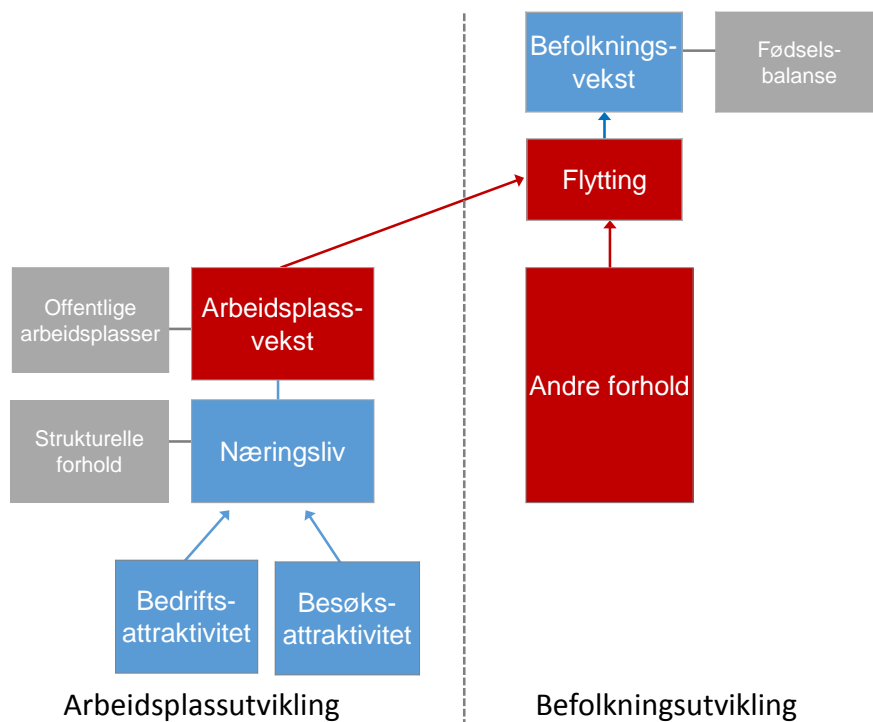 Befolknings-
vekst
Fødsels-
balanse
Flytting
Offentlige
arbeidsplasser
Arbeidsplass-
vekst
Andre forhold
Strukturelle
forhold
Næringsliv
Bedrifts-
attraktivitet
Besøks-
attraktivitet
Arbeidsplassutvikling
Befolkningsutvikling